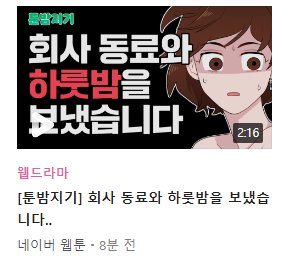 툰밤지기
회사 동료와
하룻밤을
보냈습니다
2:16
웹드라마
[툰밤지기] 회사 동료와 하룻밤을 보냈습
니다..
네이버 웹툰 · 8분 전